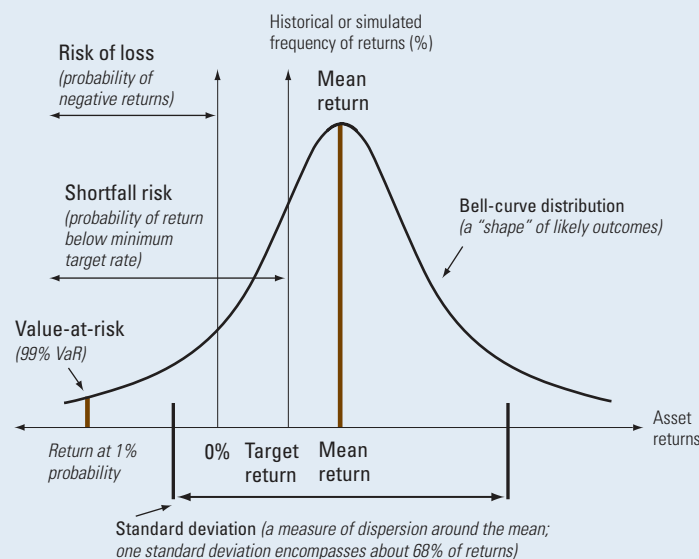 Historical or simulated
frequency of returns (%)
Risk of loss
(probability of
negative returns)
Mean
return
Shortfall risk
(probability of return
below minimum
target rate)
Bell-curve distribution
(a “shape” of likely outcomes)
Value-at-risk
(99% VaR)
Asset
returns
Return at 1%
probability
0%
Target
return
Mean
return
Standard deviation (a measure of dispersion around the mean;
one standard deviation encompasses about 68% of returns)